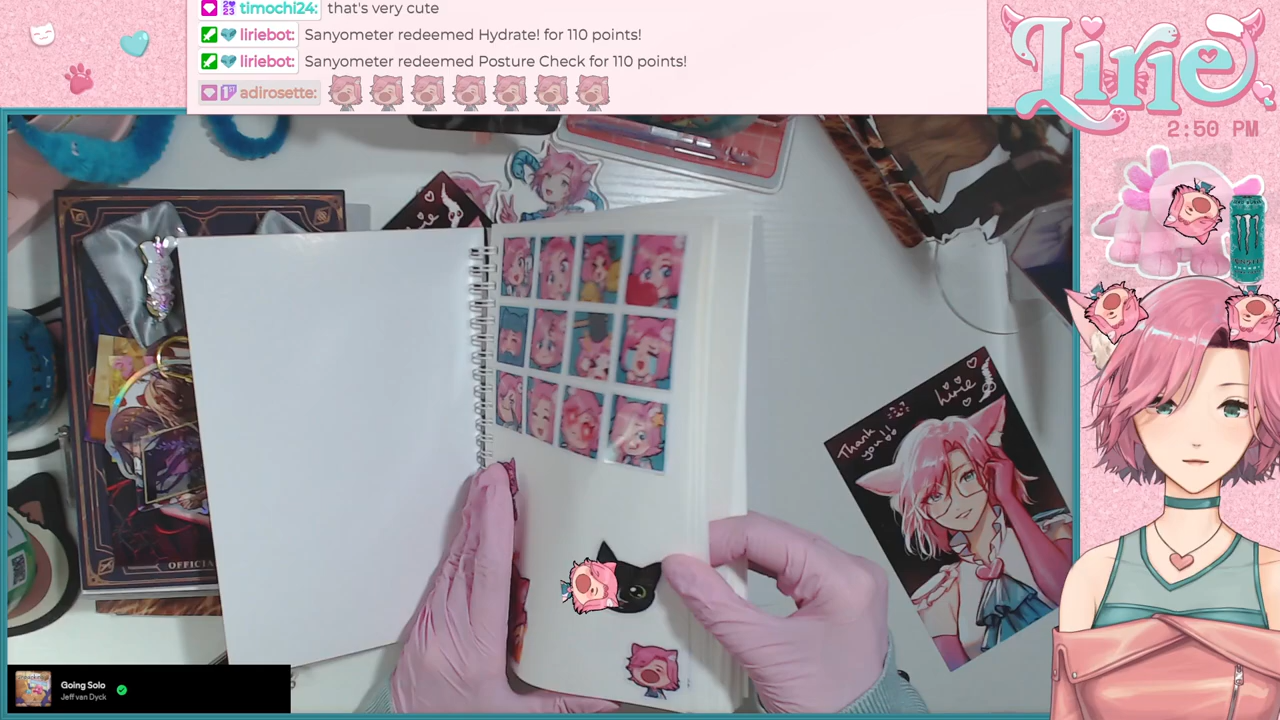 timochi24: that's very cute
liriebot: Sanyometer redeemed Hydrate! for 110 points!
liriebot: Sanyometer redeemed Posture Check for 110 points!
adirosette:
Lirie
2:50 PM
Thank you!!
lirie
OFFICI
Going Solo
Jeff van Dyck